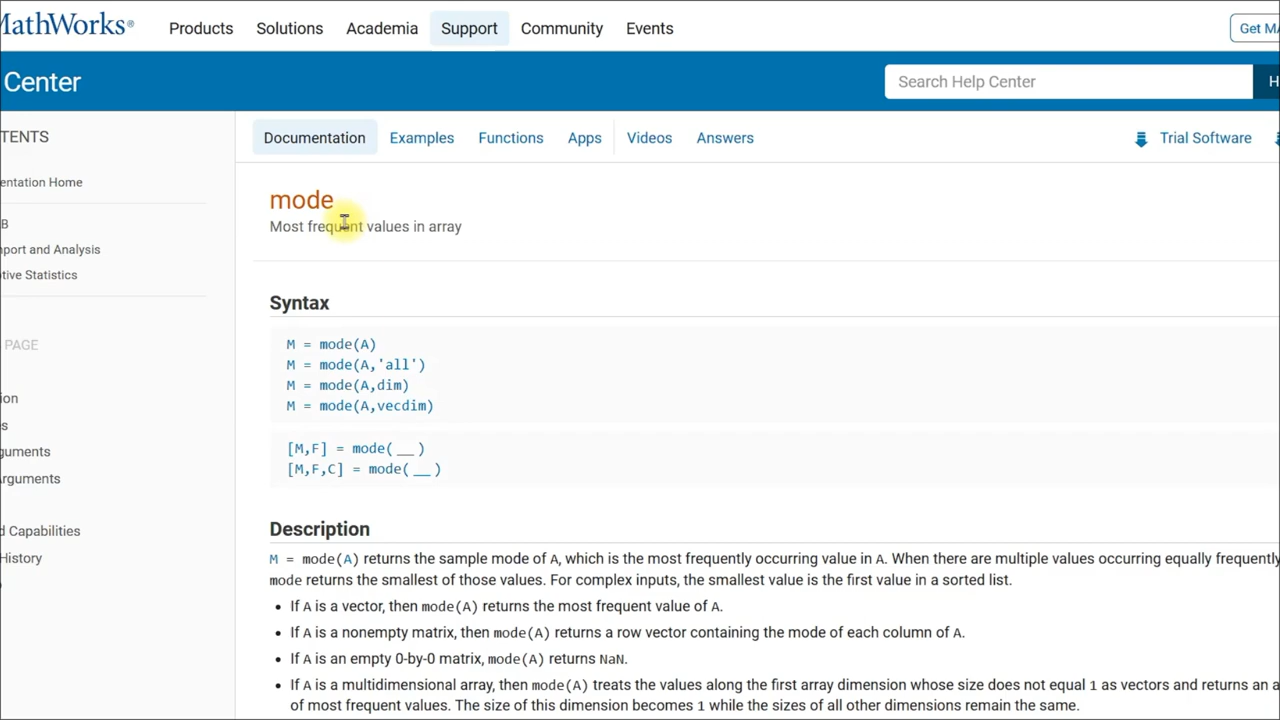 MathWorks®
Products Solutions Academia Support Community Events
Get MA
Center
Search Help Center
H
TENTS
Documentation Examples Functions Apps Videos Answers
Trial Software
entation Home
B
mport and Analysis
ptive Statistics
PAGE
ion
s
guments
Arguments
d Capabilities
History
mode
Most frequent values in array
Syntax
M = mode(A)
M = mode(A,'all')
M = mode(A,dim)
M = mode(A,vecdim)
[M,F] = mode( __ )
[M,F,C] = mode( __ )
Description
M = mode(A) returns the sample mode of A, which is the most frequently occurring value in A. When there are multiple values occurring equally frequently
mode returns the smallest of those values. For complex inputs, the smallest value is the first value in a sorted list.
• If A is a vector, then mode(A) returns the most frequent value of A.
• If A is a nonempty matrix, then mode(A) returns a row vector containing the mode of each column of A.
• If A is an empty 0-by-0 matrix, mode(A) returns NaN.
• If A is a multidimensional array, then mode(A) treats the values along the first array dimension whose size does not equal 1 as vectors and returns an a
of most frequent values. The size of this dimension becomes 1 while the sizes of all other dimensions remain the same.